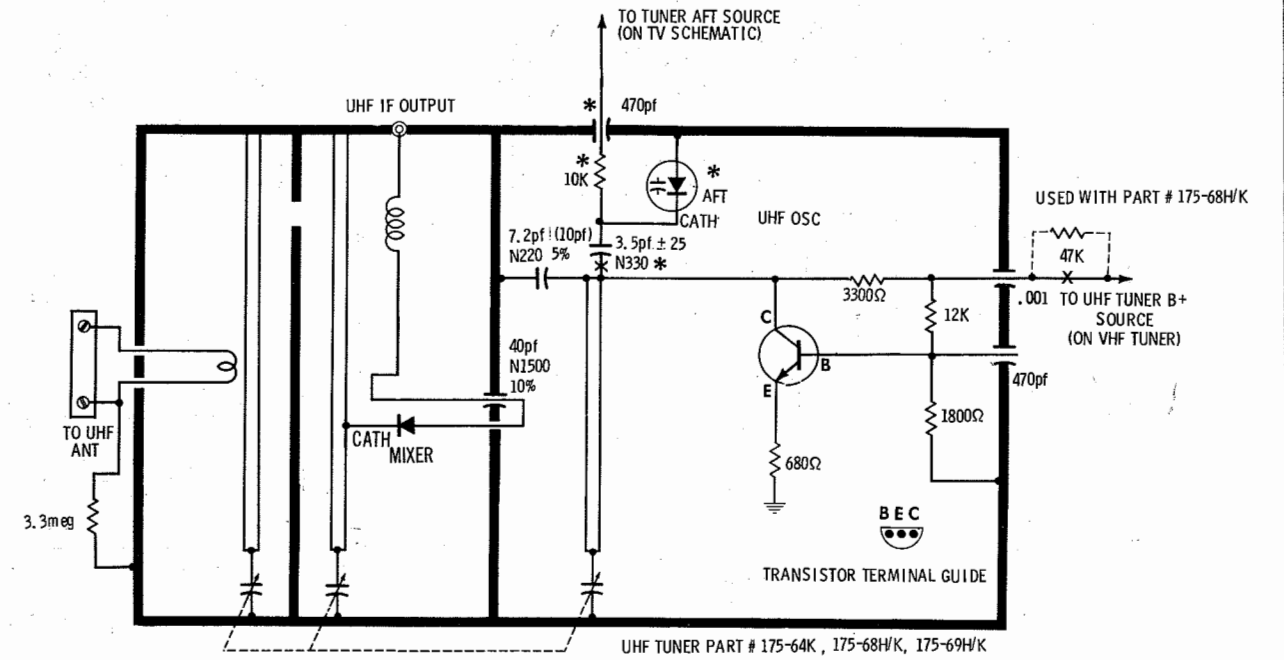 TO TUNER AFT SOURCE
(ON TV SCHEMATIC)
UHF IF OUTPUT
*
470pf
*
10K
*
AFT
CATH
UHF OSC
USED WITH PART # 175-68H/K
47K
7.2pf (10pf)
N220 5%
3.5pf ± 25
N330 *
3300Ω
.001
TO UHF TUNER B+
SOURCE
(ON VHF TUNER)
12K
C
B
E
470pf
40pf
N1500
10%
1800Ω
TO UHF
ANT
CATH
MIXER
680Ω
3.3meg
B E C
TRANSISTOR TERMINAL GUIDE
UHF TUNER PART # 175-64K, 175-68H/K, 175-69H/K